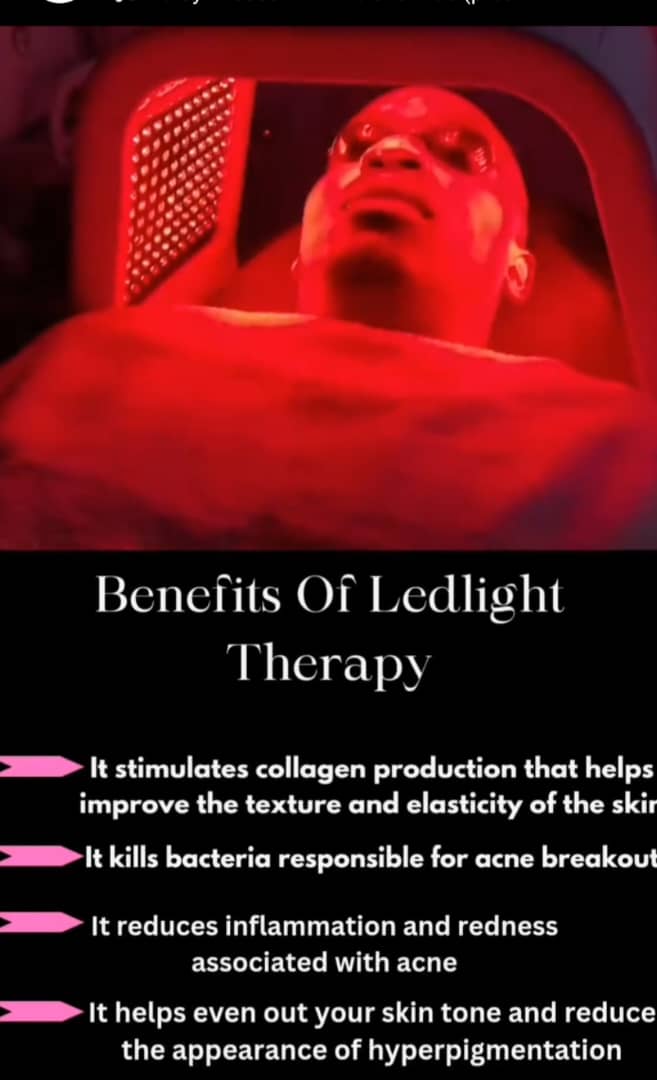 Benefits Of Ledlight
Therapy
It stimulates collagen production that helps
improve the texture and elasticity of the skin
It kills bacteria responsible for acne breakout
It reduces inflammation and redness
associated with acne
It helps even out your skin tone and reduce
the appearance of hyperpigmentation